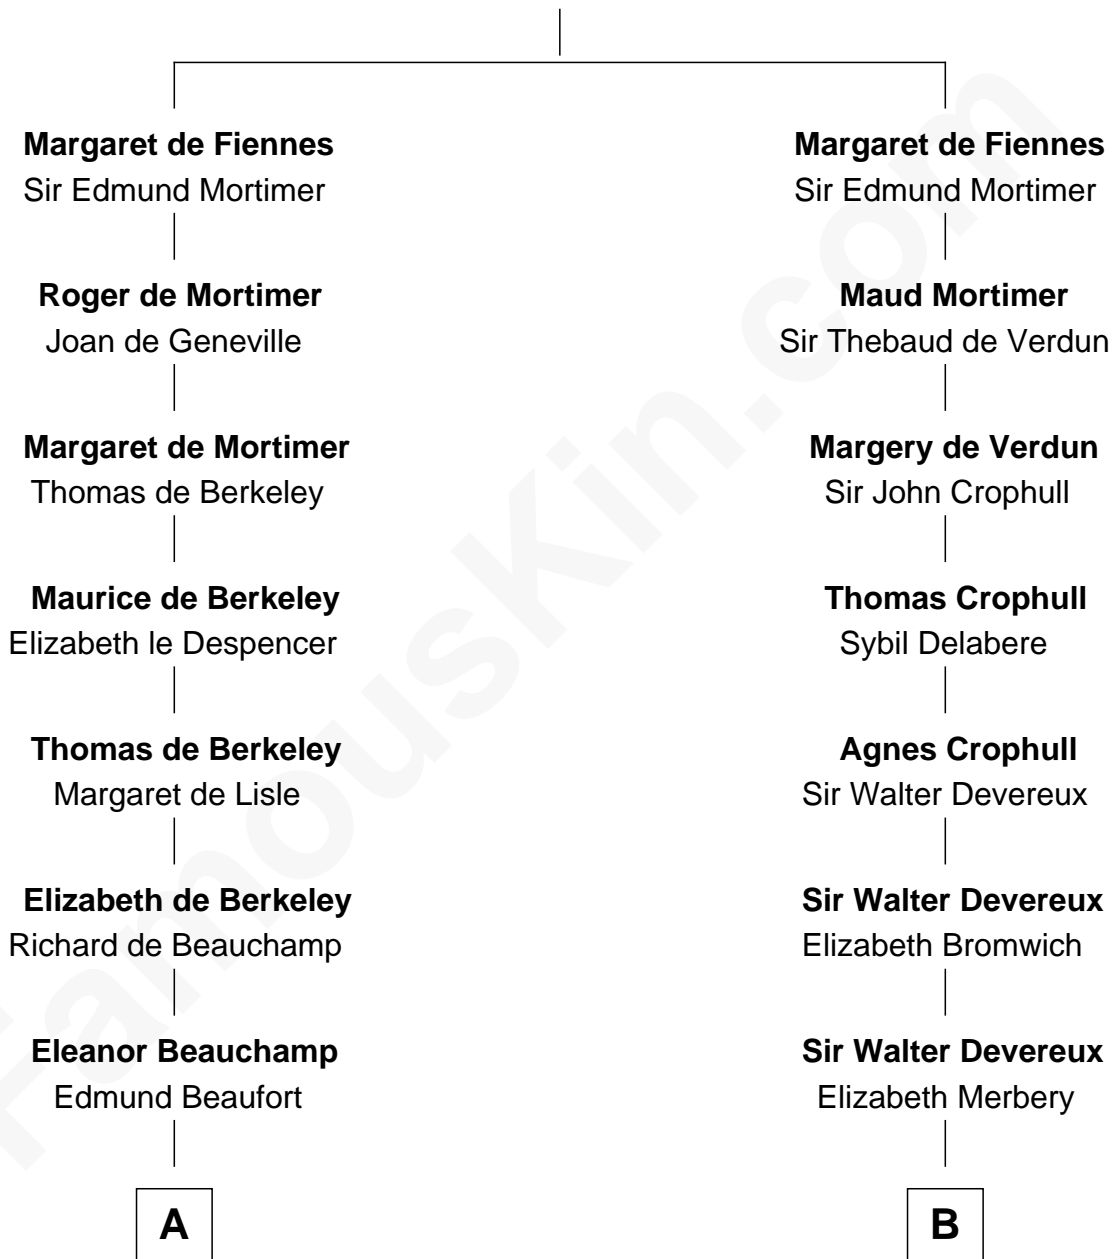 Margaret de Fiennes
Sir Edmund Mortimer
Roger de Mortimer
Joan de Geneville
Margaret de Mortimer
Thomas de Berkeley
Maurice de Berkeley
Elizabeth le Despencer
Thomas de Berkeley
Margaret de Lisle
Elizabeth de Berkeley
Richard de Beauchamp
Eleanor Beauchamp
Edmund Beaufort
A
Margaret de Fiennes
Sir Edmund Mortimer
Maud Mortimer
Sir Thebaud de Verdun
Margery de Verdun
Sir John Crophull
Thomas Crophull
Sybil Delabere
Agnes Crophull
Sir Walter Devereux
Sir Walter Devereux
Elizabeth Bromwich
Sir Walter Devereux
Elizabeth Merbery
B
FamousKin.com